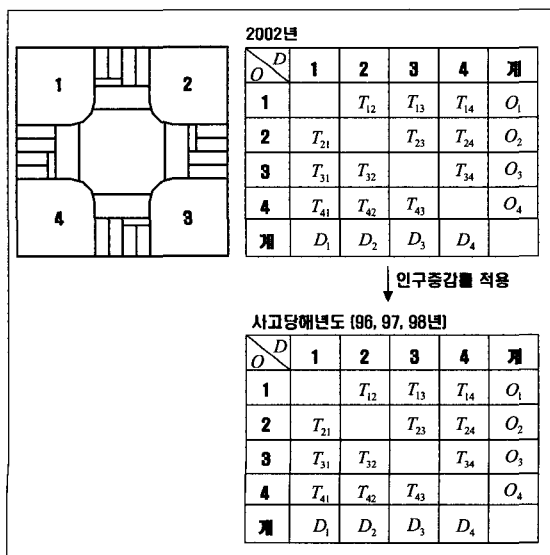 1 2
4 3
2002년
O D 1 2 3 4 계
1 T₁₂ T₁₃ T₁₄ O₁
2 T₂₁ T₂₃ T₂₄ O₂
3 T₃₁ T₃₂ T₃₄ O₃
4 T₄₁ T₄₂ T₄₃ O₄
계 D₁ D₂ D₃ D₄
인구증감률 적용
사고당해년도 (96, 97, 98년)
O D 1 2 3 4 계
1 T₁₂ T₁₃ T₁₄ O₁
2 T₂₁ T₂₃ T₂₄ O₂
3 T₃₁ T₃₂ T₃₄ O₃
4 T₄₁ T₄₂ T₄₃ O₄
계 D₁ D₂ D₃ D₄